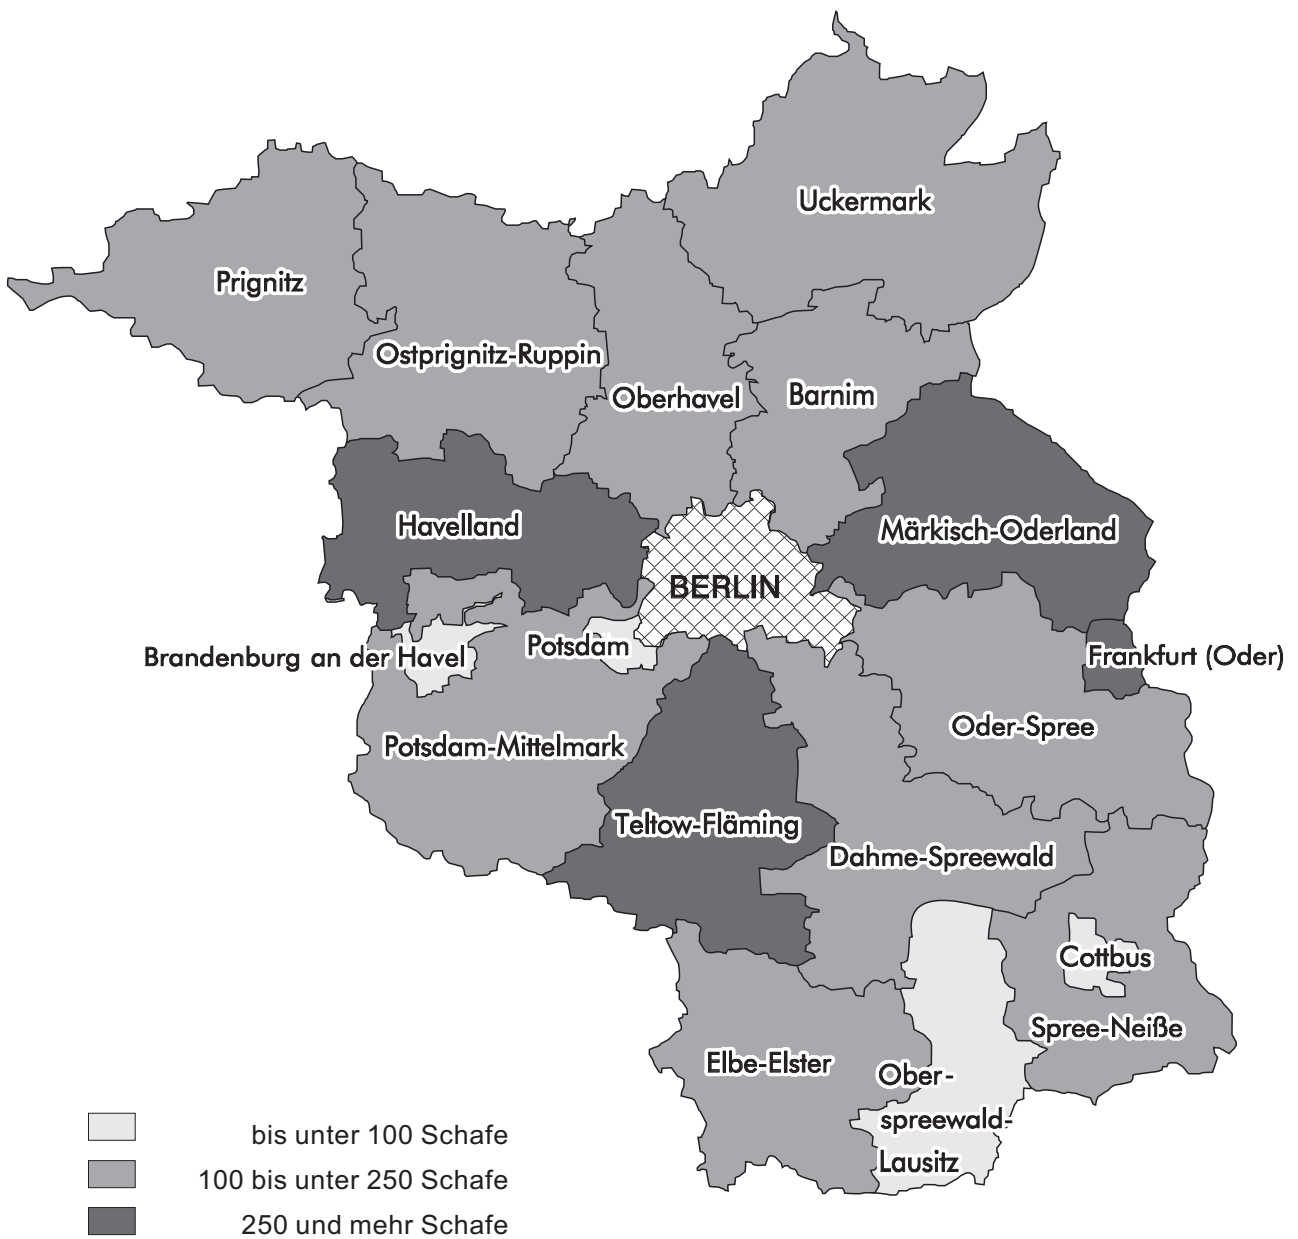 Uckermark
Prignitz
Ostprignitz-Ruppin
Oberhavel
Barnim
Havelland
Märkisch-Oderland
BERLIN
Brandenburg an der Havel
Potsdam
Frankfurt (Oder)
Oder-Spree
Potsdam-Mittelmark
Teltow-Fläming
Dahme-Spreewald
Cottbus
Spree-Neiße
Elbe-Elster
Ober-
spreewald-
Lausitz
bis unter 100 Schafe
100 bis unter 250 Schafe
250 und mehr Schafe